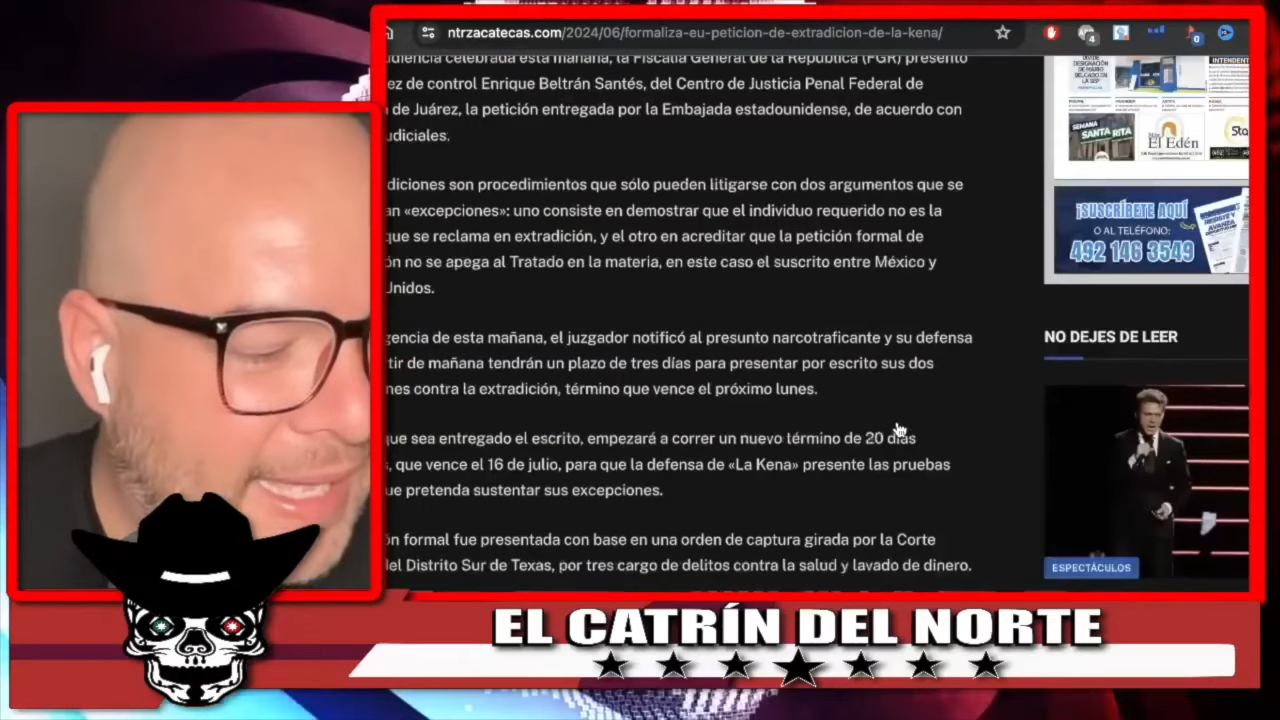 ntrzacatecas.com/2024/06/formaliza-eu-peticion-de-extradicion-de-la-kena/
udiencia celebrada esta mañana, la Fiscalía General de la República (FGR) presentó
te de control Enrique Beltrán Santés, del Centro de Justicia Penal Federal de
la petición entregada por la Embajada estadounidense, de acuerdo con
udiciales.
diciones son procedimientos que sólo pueden litigarse con dos argumentos que se
an «excepciones»: uno consiste en demostrar que el individuo requerido no es la
que se reclama en extradición, y el otro en acreditar que la petición formal de
ón no se apega al Tratado en la materia, en este caso el suscrito entre México y
Unidos.
gencia de esta mañana, el juzgador notificó al presunto narcotraficante y su defensa
tir de mañana tendrán un plazo de tres días para presentar por escrito sus dos
nes contra la extradición, término que vence el próximo lunes.
que sea entregado el escrito, empezará a correr un nuevo término de 20 días
s, que vence el 16 de julio, para que la defensa de «La Kena» presente las pruebas
ue pretenda sustentar sus excepciones.
ón formal fue presentada con base en una orden de captura girada por la Corte
del Distrito Sur de Texas, por tres cargo de delitos contra la salud y lavado de dinero.
DESIGNACIÓN
DE MARIO
DELGADO EN LA
SEP
INTENDENT
SEMANA
SANTA RITA
El Edén
Sta
¡SUSCRÍBETE AQUÍ
O AL TELÉFONO:
492 146 3549
NO DEJES DE LEER
ESPECTÁCULOS
EL CATRÍN DEL NORTE